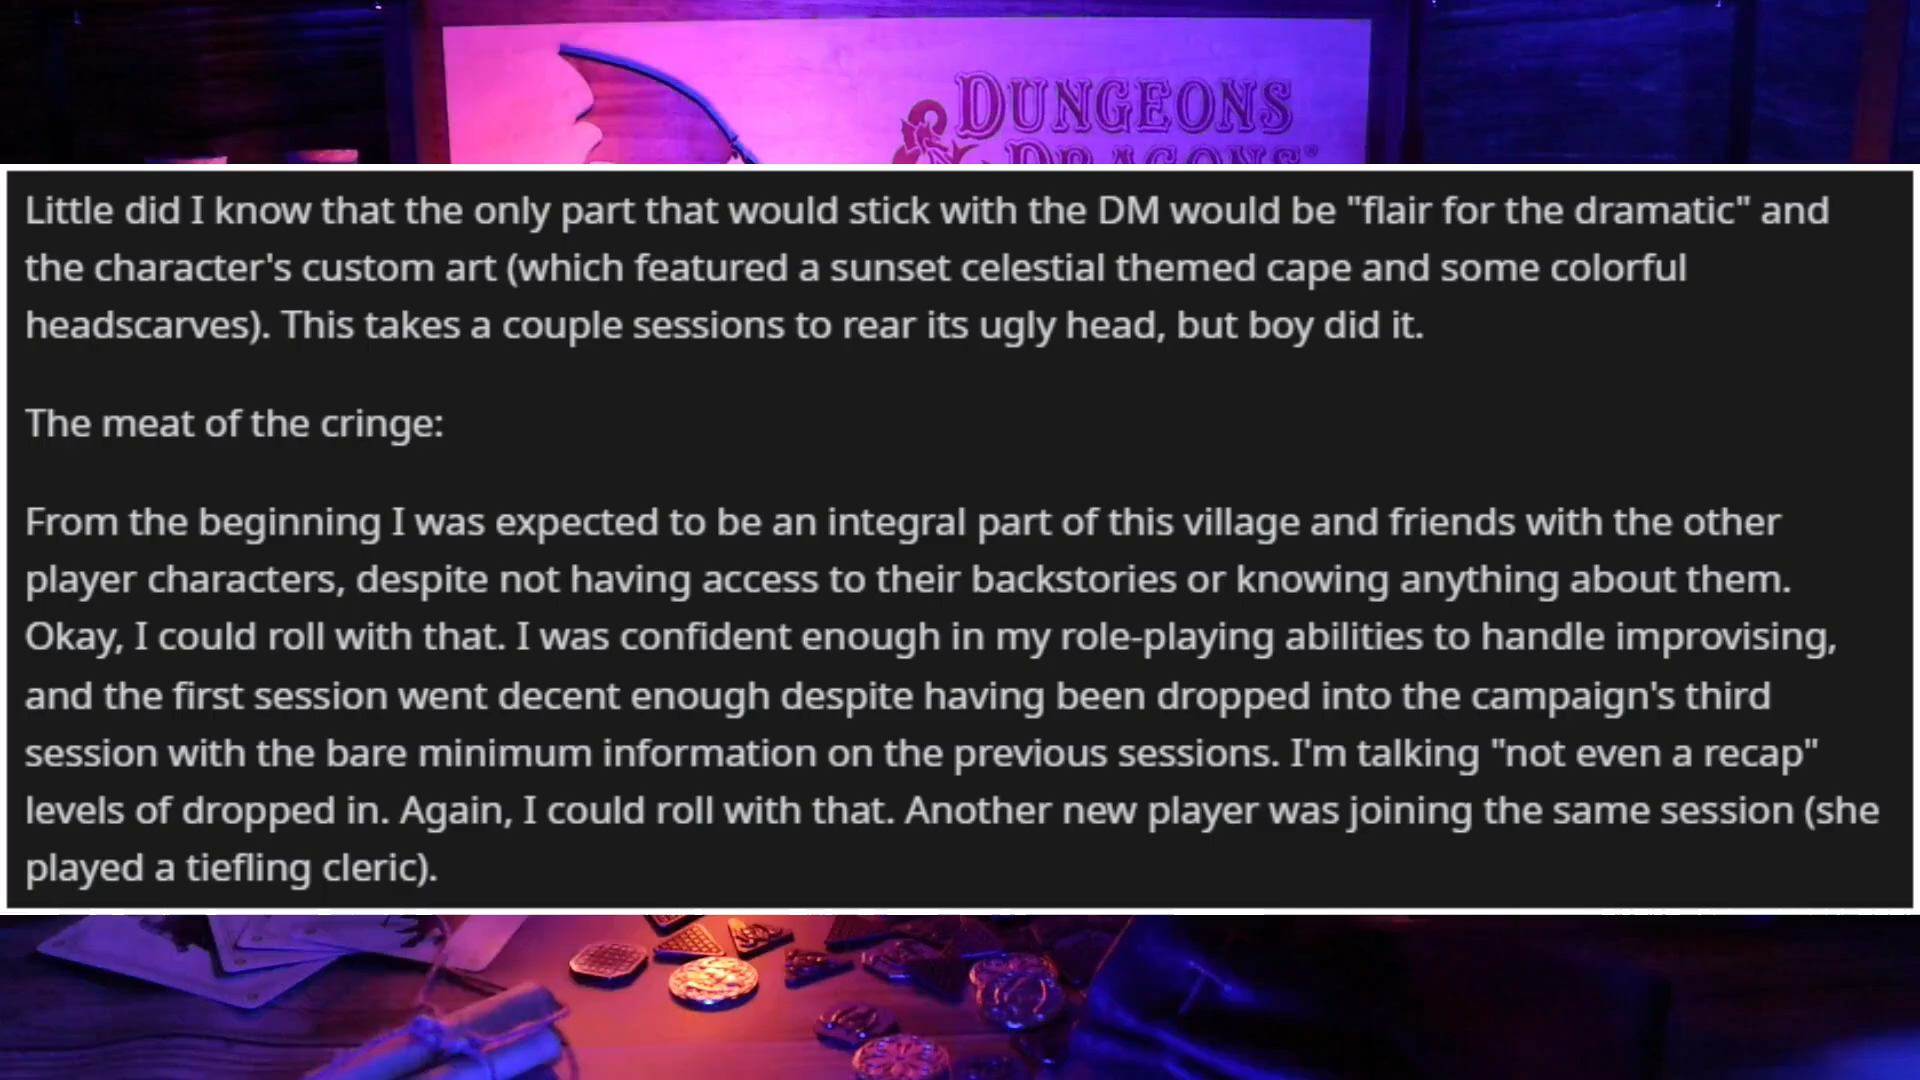 DUNGEONS
DRAGONS®
Little did I know that the only part that would stick with the DM would be "flair for the dramatic" and
the character's custom art (which featured a sunset celestial themed cape and some colorful
headscarves). This takes a couple sessions to rear its ugly head, but boy did it.
The meat of the cringe:
From the beginning I was expected to be an integral part of this village and friends with the other
player characters, despite not having access to their backstories or knowing anything about them.
Okay, I could roll with that. I was confident enough in my role-playing abilities to handle improvising,
and the first session went decent enough despite having been dropped into the campaign's third
session with the bare minimum information on the previous sessions. I'm talking "not even a recap"
levels of dropped in. Again, I could roll with that. Another new player was joining the same session (she
played a tiefling cleric).